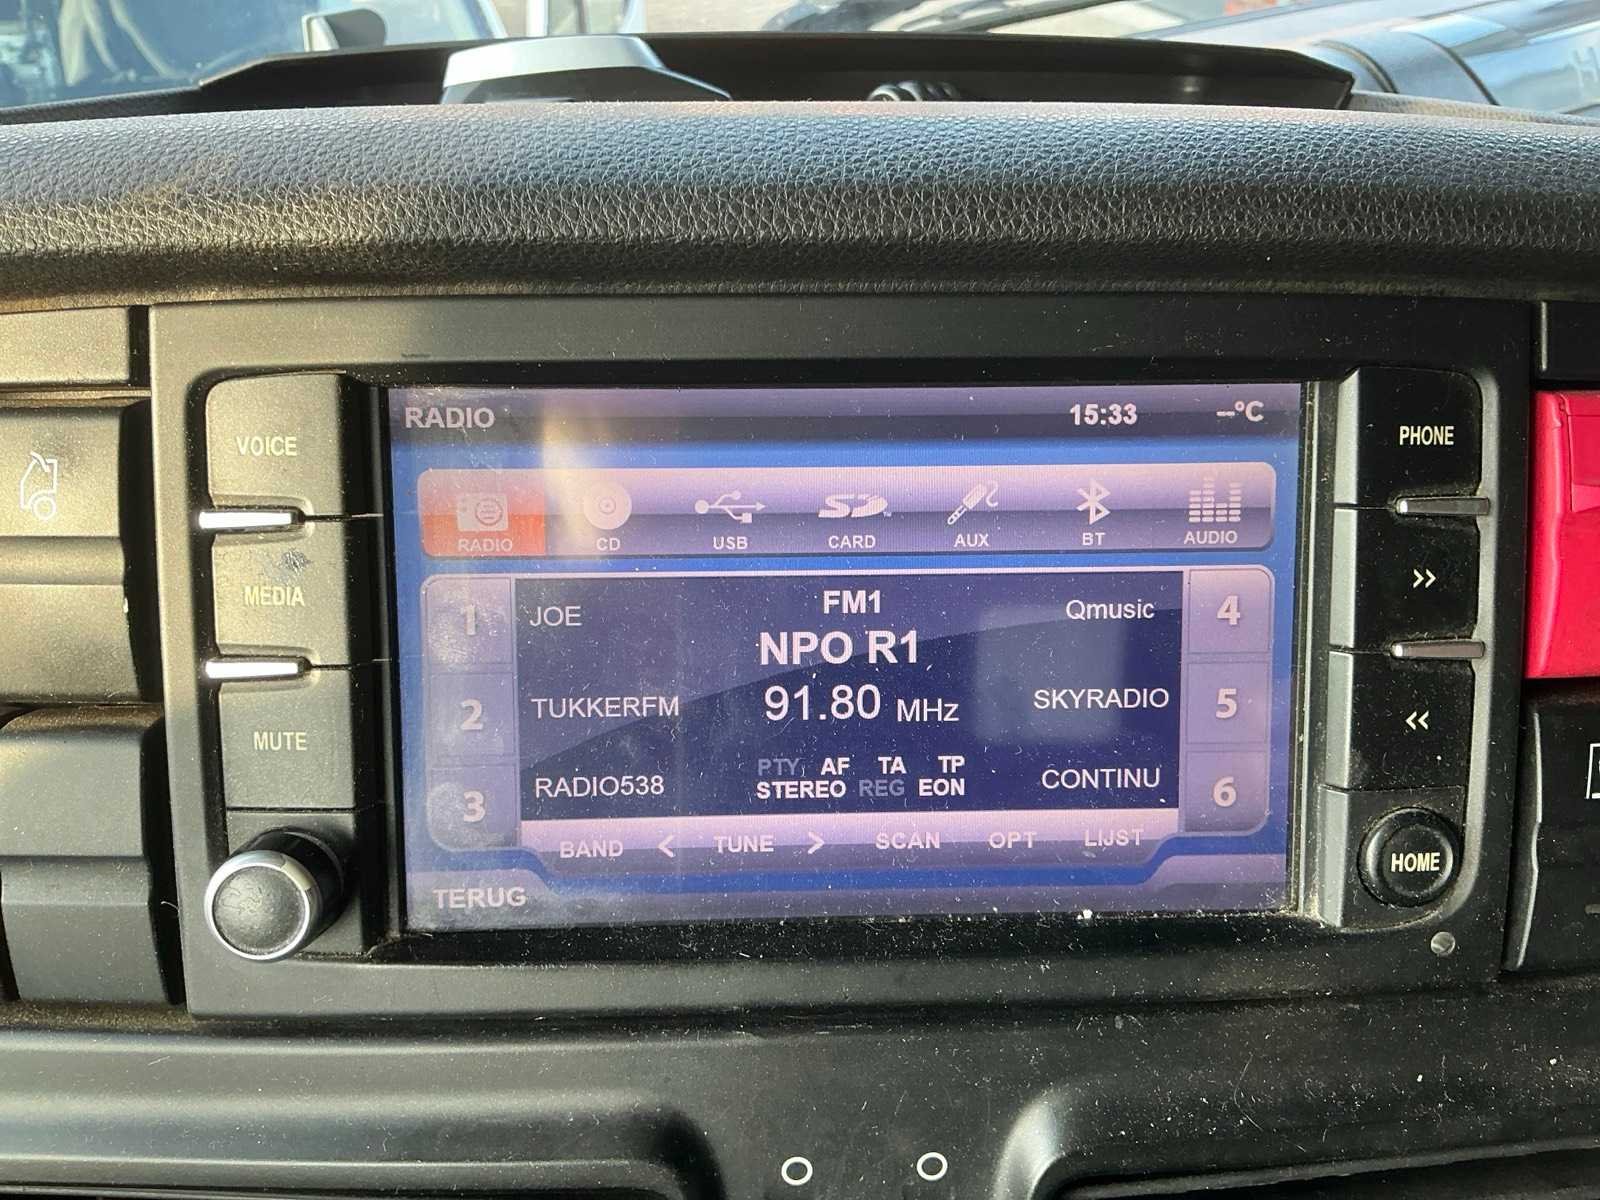 RADIO 15:33 --°C
VOICE
MEDIA
MUTE
RADIO CD USB CARD AUX BT AUDIO
1 JOE
2 TUKKERFM
3 RADIO538
FM1
NPO R1
91.80 MHz
PTY AF TA TP
STEREO REG EON
Qmusic 4
SKYRADIO 5
CONTINU 6
BAND < TUNE > SCAN OPT LIJST
TERUG
PHONE
>>
<<
HOME